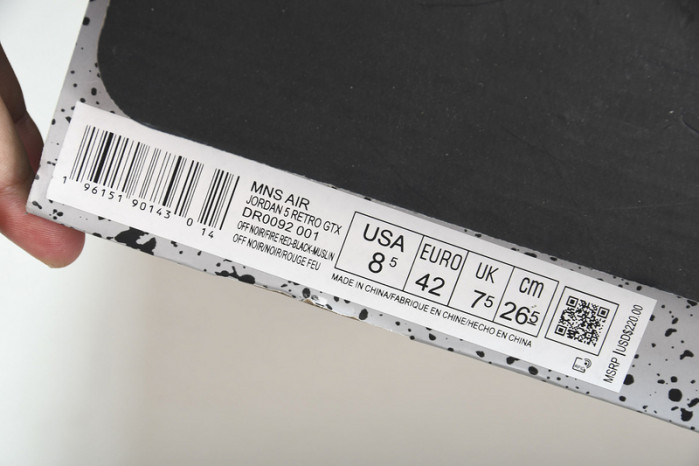 1 96151 90143 0 14
MNS AIR
JORDAN 5 RETRO GTX
DR0092 001
OFF NOIR/FIRE RED-BLACK-MUSLIN
OFF NOIR/NOIR/ROUGE FEU
USA
8 5
EURO
42
UK
7 5
cm
26 5
MADE IN CHINA/FABRIQUE EN CHINE/HECHO EN CHINA
MSRP USD$220.00